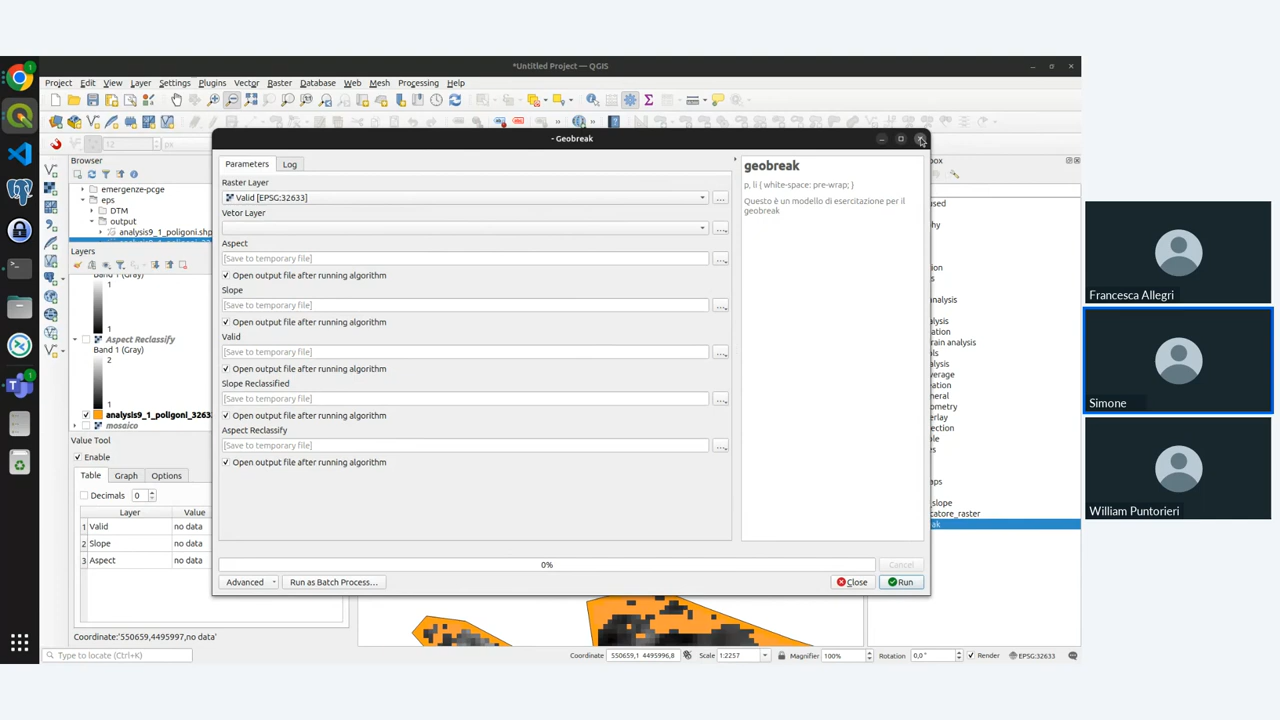 *Untitled Project — QGIS
Project Edit View Layer Settings Plugins Vector Raster Database Web Mesh Processing Help
12 px
- Geobreak
Browser
emergenze-pcge
eps
DTM
output
analysis9_1_poligoni.shp
Layers
Band 1 (Gray)
1
1
Aspect Reclassify
Band 1 (Gray)
2
1
analysis9_1_poligoni_3263
mosaico
Value Tool
Enable
Table Graph Options
Decimals 0
Layer Value
1 Valid no data
2 Slope no data
3 Aspect no data
Coordinate:'550659,4495997,no data'
Type to locate (Ctrl+K)
Parameters Log
Raster Layer
Valid [EPSG:32633]
Vetor Layer
Aspect
[Save to temporary file]
Open output file after running algorithm
Slope
[Save to temporary file]
Open output file after running algorithm
Valid
[Save to temporary file]
Open output file after running algorithm
Slope Reclassified
[Save to temporary file]
Open output file after running algorithm
Aspect Reclassify
[Save to temporary file]
Open output file after running algorithm
geobreak
p, li { white-space: pre-wrap; }
Questo è un modello di esercitazione per il
geobreak
0%
Cancel
Advanced Run as Batch Process… Close Run
Coordinate 550659,1 4495996,8 Scale 1:2257 Magnifier 100% Rotation 0,0 ° Render EPSG:32633
Francesca Allegri
Simone
William Puntorieri